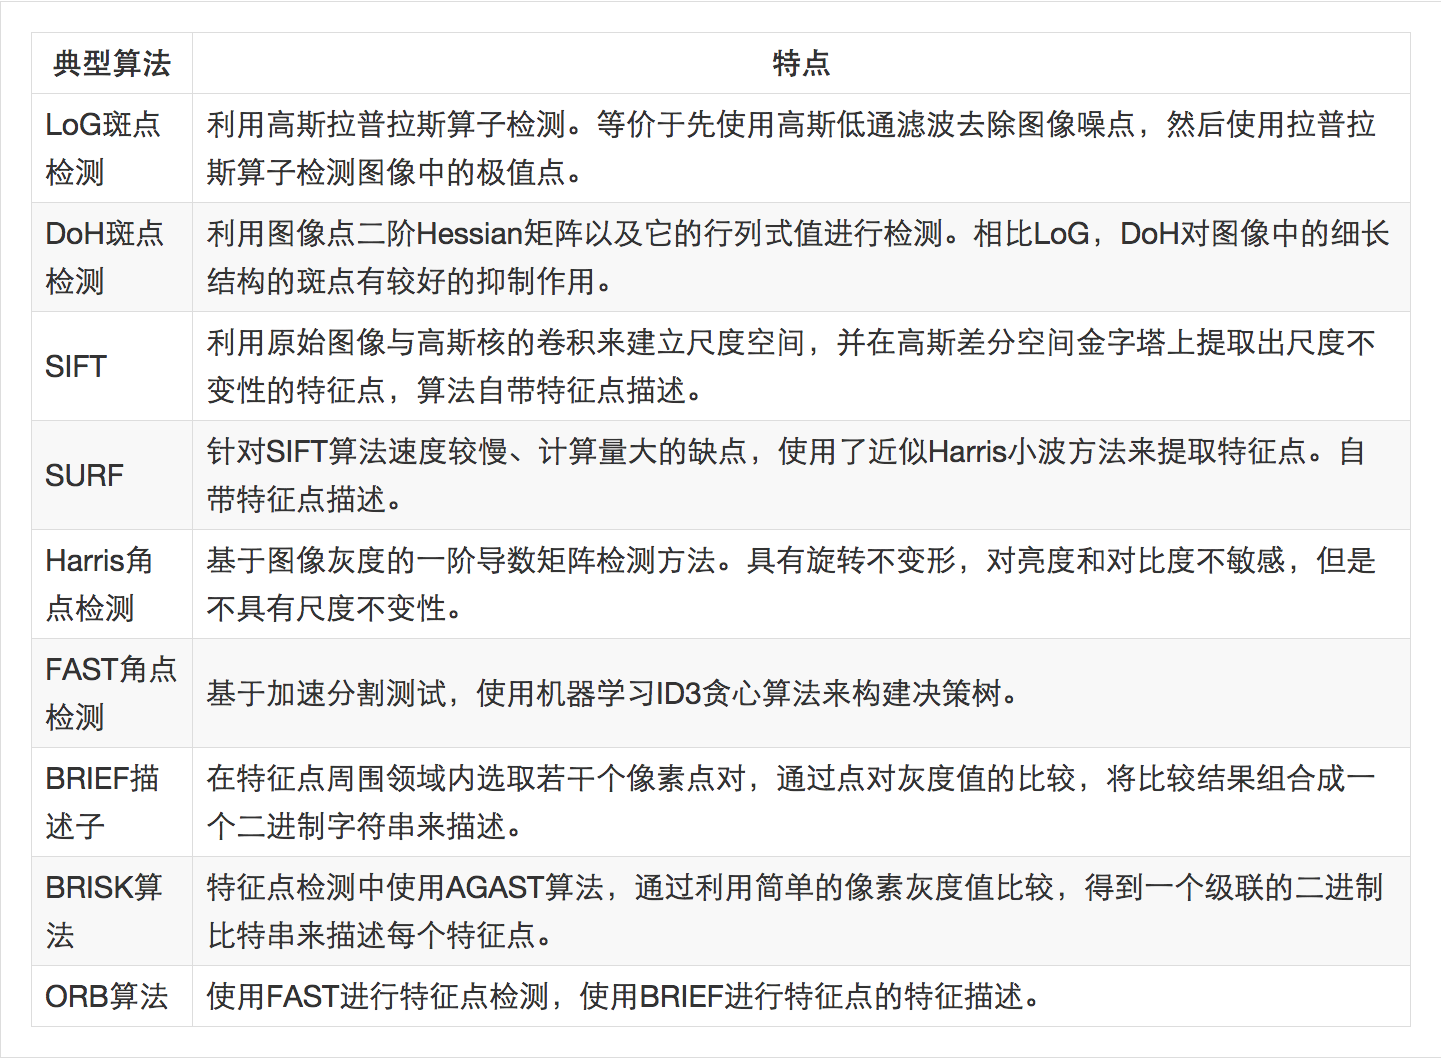 典型算法
特点
LoG斑点
检测
利用高斯拉普拉斯算子检测。等价于先使用高斯低通滤波去除图像噪点，然后使用拉普拉
斯算子检测图像中的极值点。
DoH斑点
检测
利用图像点二阶Hessian矩阵以及它的行列式值进行检测。相比LoG，DoH对图像中的细长
结构的斑点有较好的抑制作用。
SIFT
利用原始图像与高斯核的卷积来建立尺度空间，并在高斯差分空间金字塔上提取出尺度不
变性的特征点，算法自带特征点描述。
SURF
针对SIFT算法速度较慢、计算量大的缺点，使用了近似Harris小波方法来提取特征点。自
带特征点描述。
Harris角
点检测
基于图像灰度的一阶导数矩阵检测方法。具有旋转不变形，对亮度和对比度不敏感，但是
不具有尺度不变性。
FAST角点
检测
基于加速分割测试，使用机器学习ID3贪心算法来构建决策树。
BRIEF描
述子
在特征点周围领域内选取若干个像素点对，通过点对灰度值的比较，将比较结果组合成一
个二进制字符串来描述。
BRISK算
法
特征点检测中使用AGAST算法，通过利用简单的像素灰度值比较，得到一个级联的二进制
比特串来描述每个特征点。
ORB算法
使用FAST进行特征点检测，使用BRIEF进行特征点的特征描述。